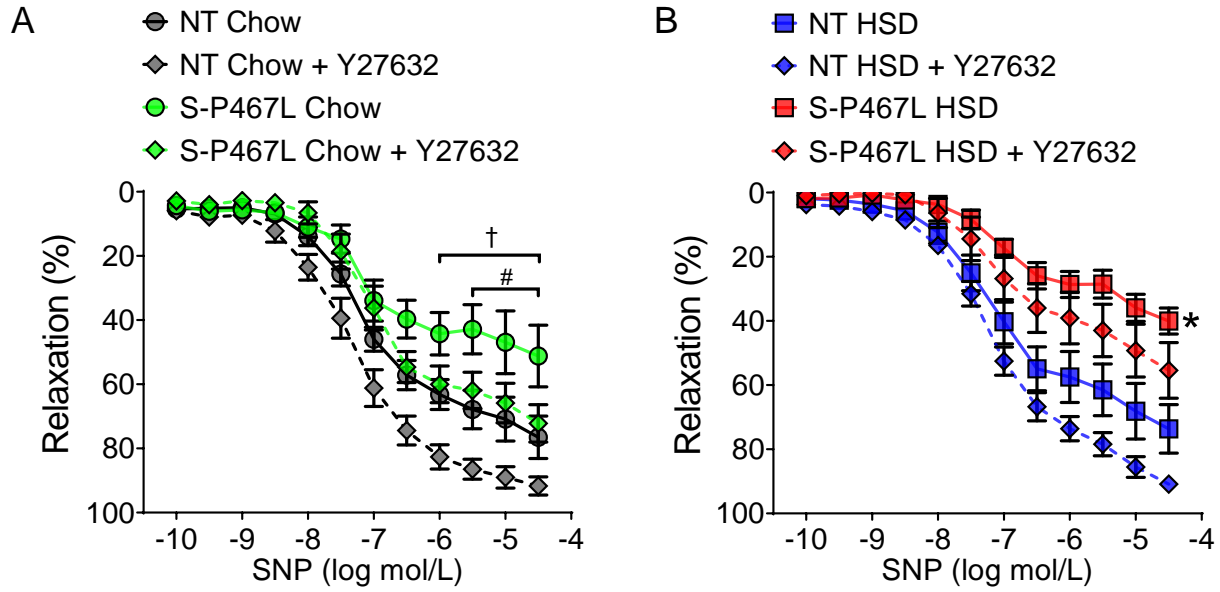 A
NT Chow
NT Chow + Y27632
S-P467L Chow
S-P467L Chow + Y27632
0
20
40
60
80
100
Relaxation (%)
†
#
-10 -9 -8 -7 -6 -5 -4
SNP (log mol/L)
B
NT HSD
NT HSD + Y27632
S-P467L HSD
S-P467L HSD + Y27632
0
20
40
60
80
100
Relaxation (%)
*
-10 -9 -8 -7 -6 -5 -4
SNP (log mol/L)